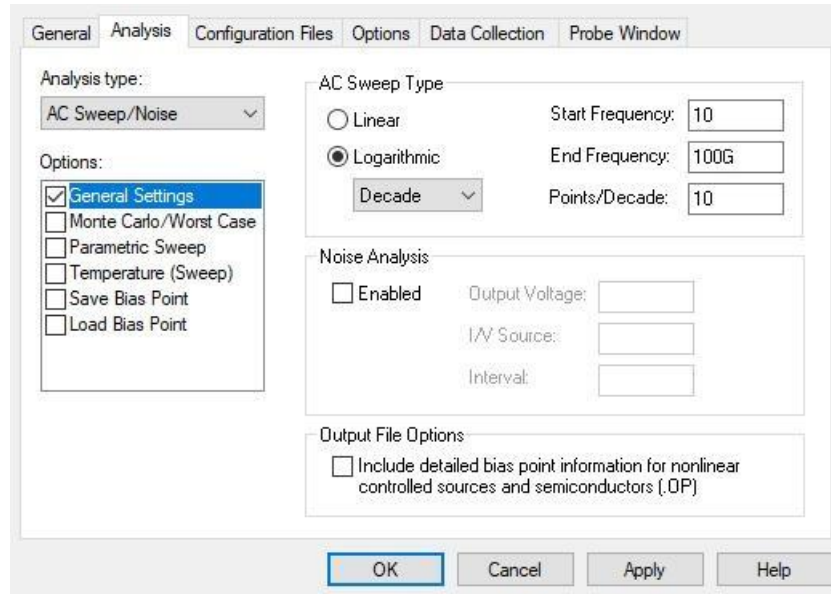 General Analysis Configuration Files Options Data Collection Probe Window
Analysis type:
AC Sweep/Noise
Options:
General Settings
Monte Carlo/Worst Case
Parametric Sweep
Temperature (Sweep)
Save Bias Point
Load Bias Point
AC Sweep Type
Linear
Logarithmic
Decade
Start Frequency: 10
End Frequency: 100G
Points/Decade: 10
Noise Analysis
Enabled
Output Voltage:
I/V Source:
Interval:
Output File Options
Include detailed bias point information for nonlinear
controlled sources and semiconductors (.OP)
OK Cancel Apply Help